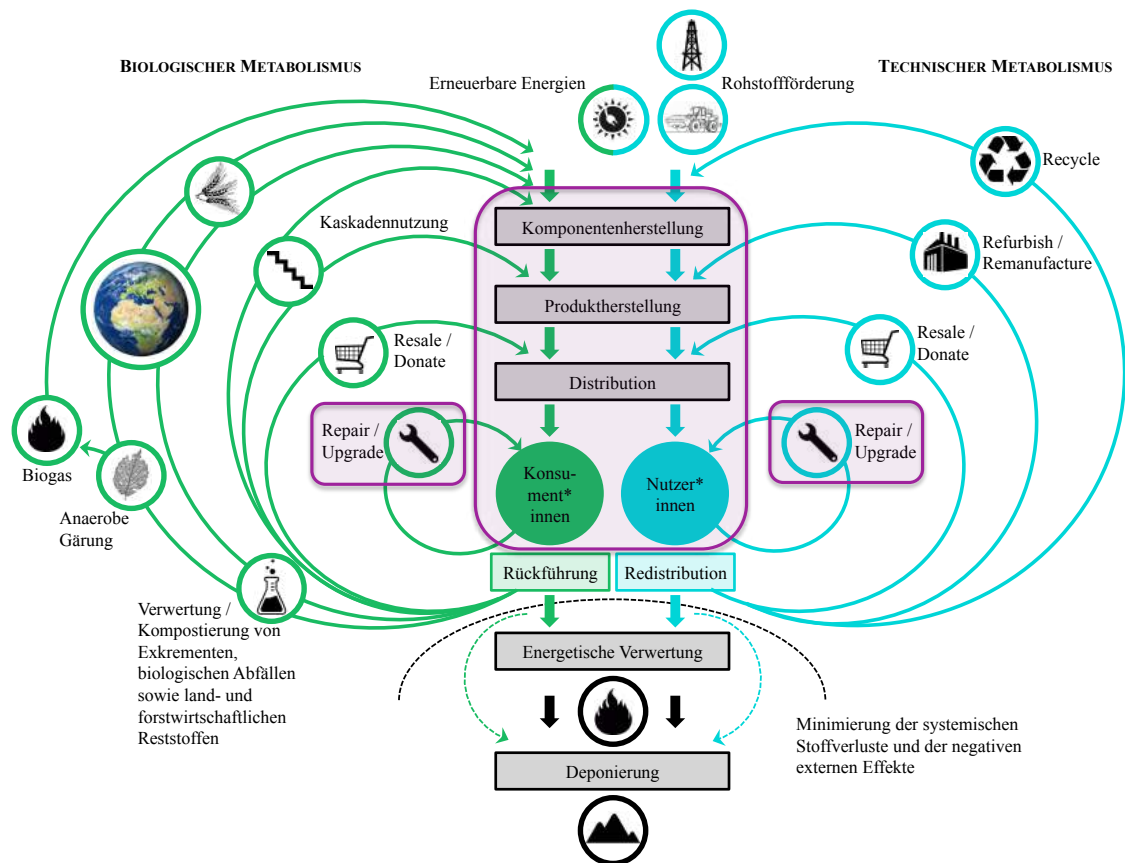 BIOLOGISCHER METABOLISMUS
TECHNISCHER METABOLISMUS
Erneuerbare Energien
Rohstoffförderung
Recycle
Kaskadennutzung
Komponentenherstellung
Refurbish /
Remanufacture
Produktherstellung
Resale /
Donate
Distribution
Resale /
Donate
Repair /
Upgrade
Repair /
Upgrade
Konsu-
ment*
innen
Nutzer*
innen
Biogas
Anaerobe
Gärung
Rückführung
Redistribution
Verwertung /
Kompostierung von
Exkrementen,
biologischen Abfällen
sowie land- und
forstwirtschaftlichen
Reststoffen
Energetische Verwertung
Minimierung der systemischen
Stoffverluste und der negativen
externen Effekte
Deponierung